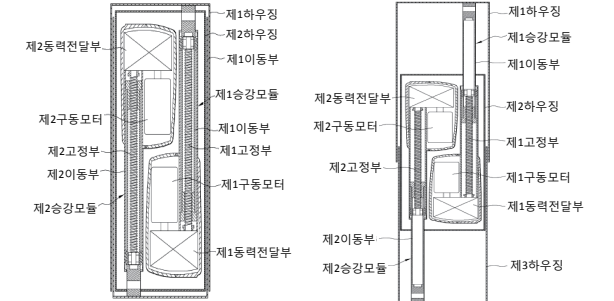 제1하우징
제2하우징
제2동력전달부
제1이동부
제1승강모듈
제2구동모터
제1이동부
제2고정부
제1고정부
제2이동부
제1구동모터
제2승강모듈
제1동력전달부
제1하우징
제1승강모듈
제1이동부
제2동력전달부
제2하우징
제2구동모터
제1고정부
제2고정부
제1구동모터
제1동력전달부
제2이동부
제2승강모듈
제3하우징